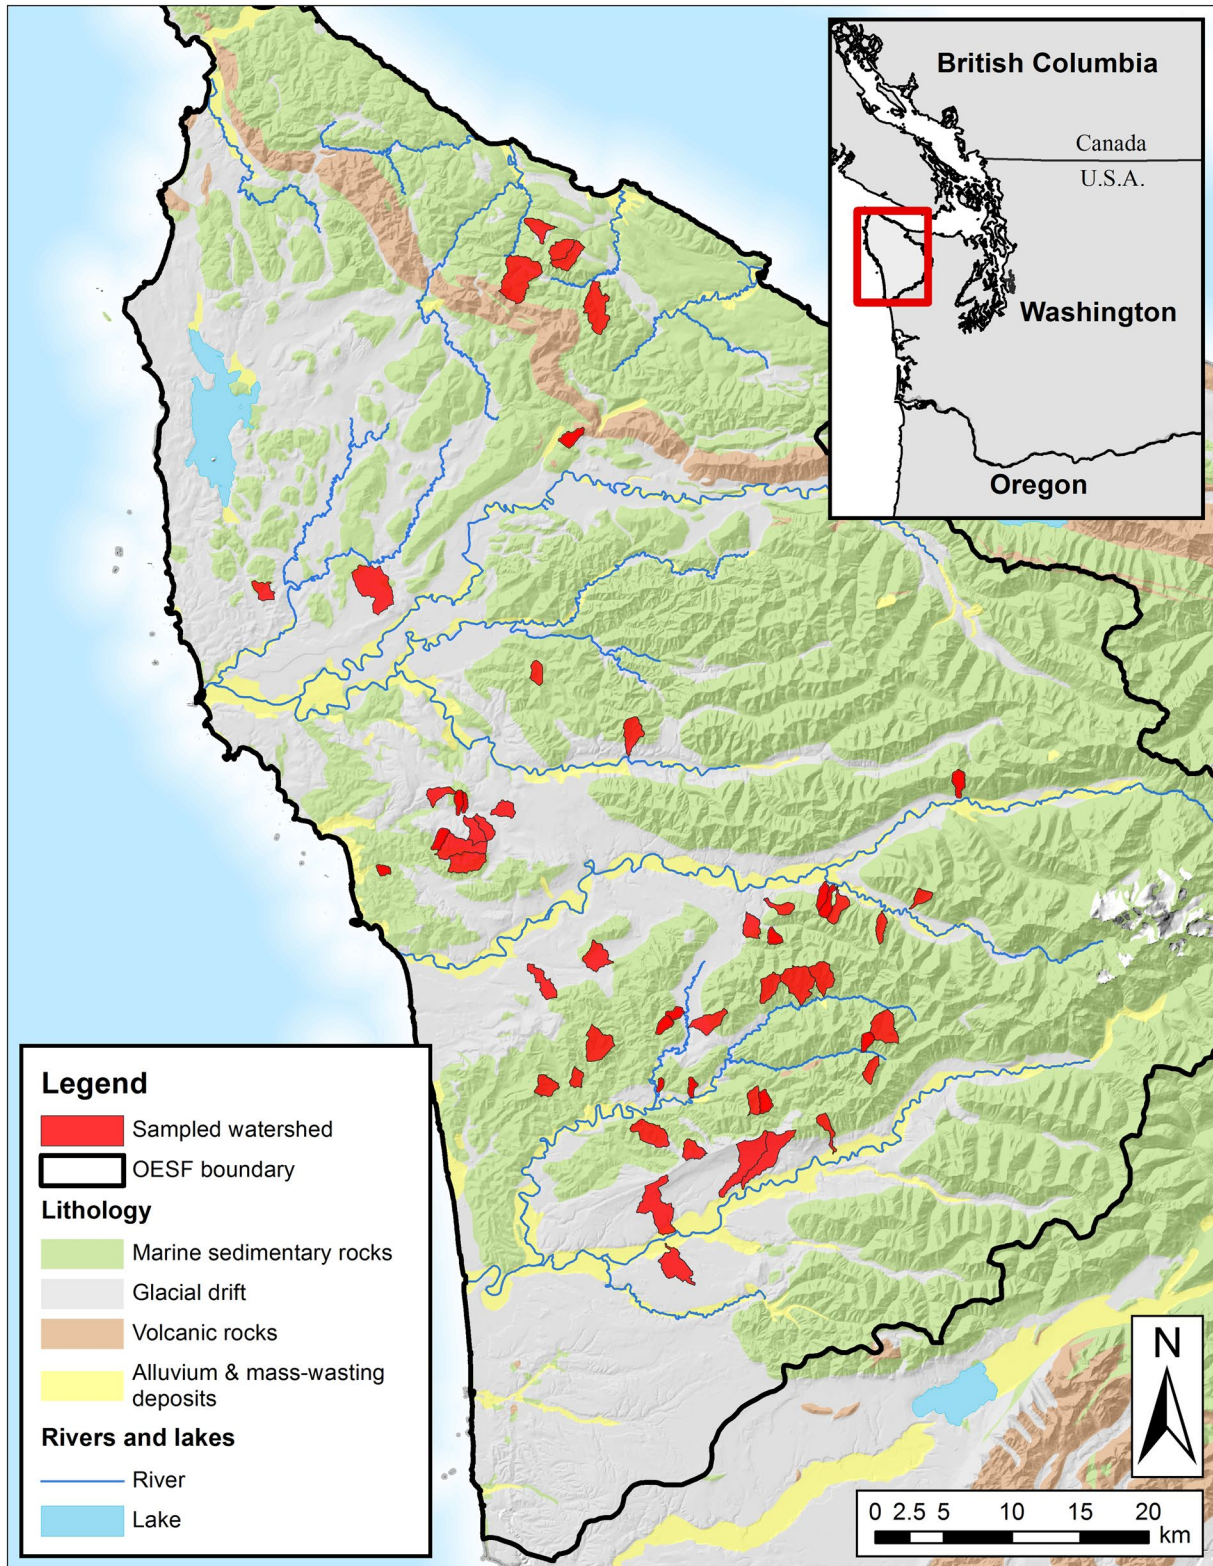 British Columbia
Canada
U.S.A.
Washington
Oregon
Legend
Sampled watershed
OESF boundary
Lithology
Marine sedimentary rocks
Glacial drift
Volcanic rocks
Alluvium & mass-wasting
deposits
Rivers and lakes
River
Lake
N
0 2.5 5 10 15 20
km